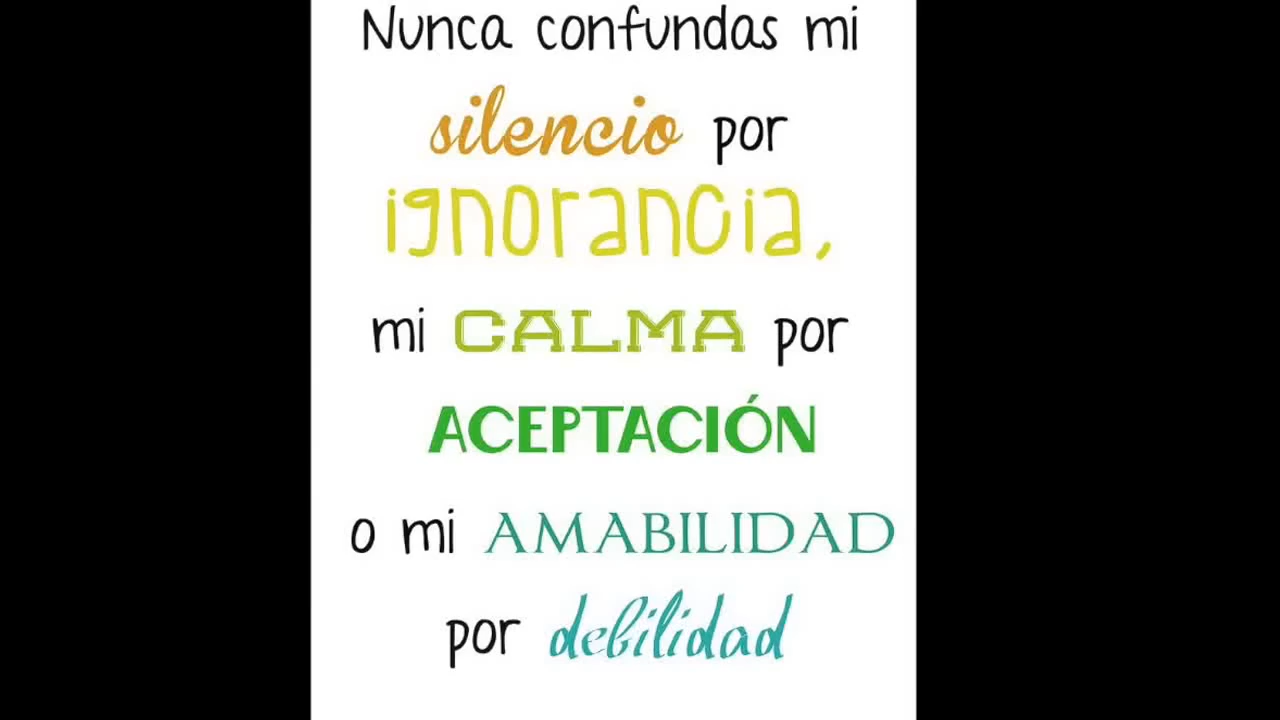 Nunca confundas mi
silencio por
ignorancia,
mi CALMA por
ACEPTACIÓN
o mi AMABILIDAD
por debilidad